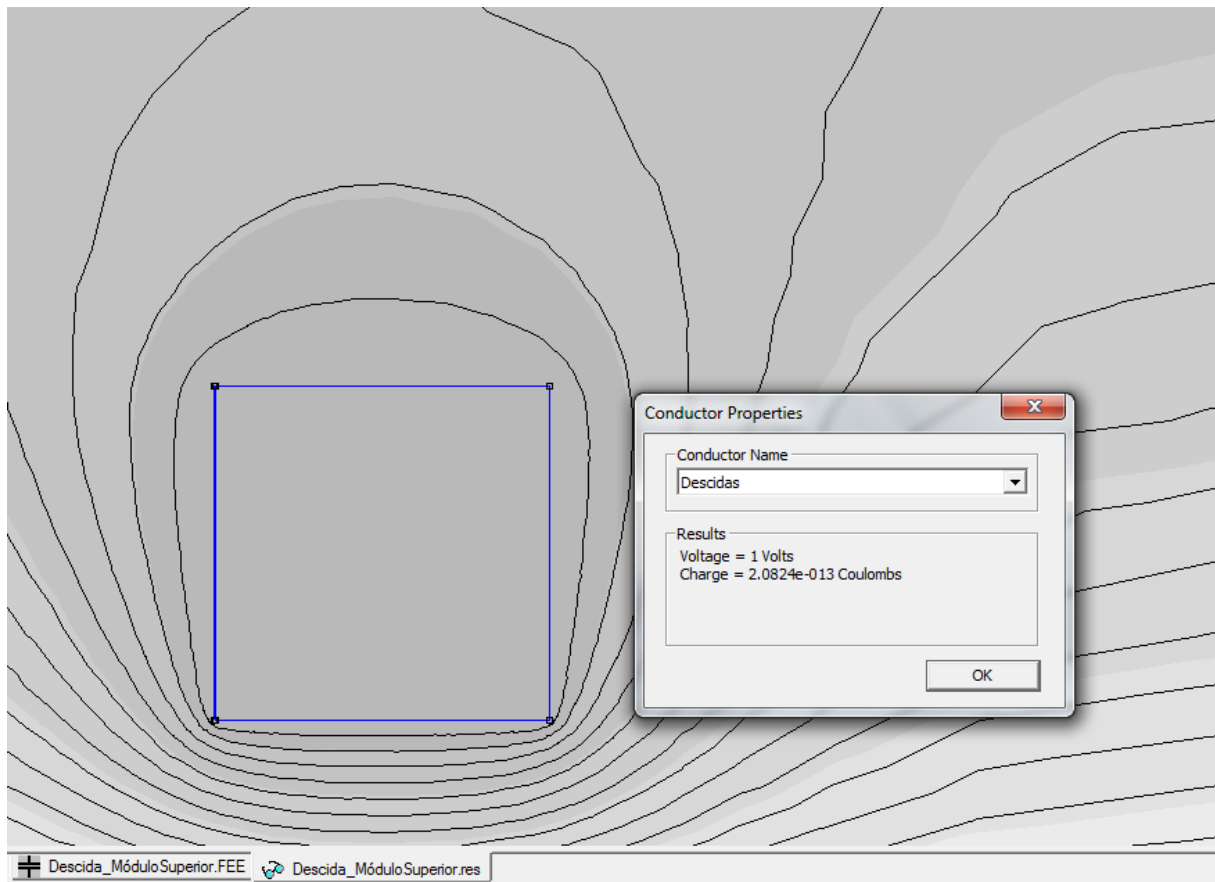 Conductor Properties
Conductor Name
Descidas
Results
Voltage = 1 Volts
Charge = 2.0824e-013 Coulombs
OK
Descida_MóduloSuperior.FEE
Descida_MóduloSuperior.res